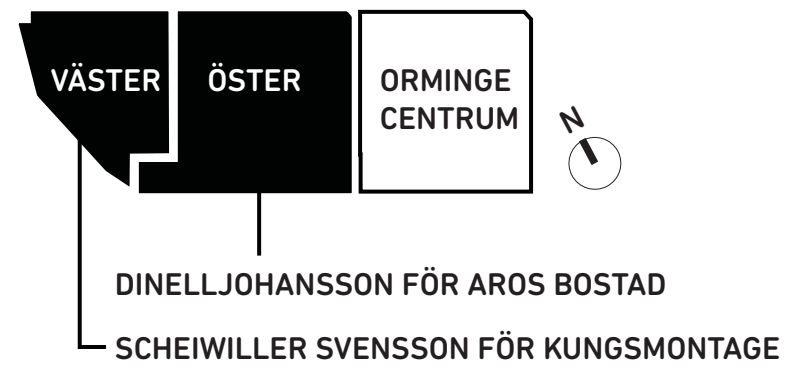 VÄSTER
ÖSTER
ORMINGE
CENTRUM
N
DINELLJOHANSSON FÖR AROS BOSTAD
SCHEIWILLER SVENSSON FÖR KUNGSMONTAGE